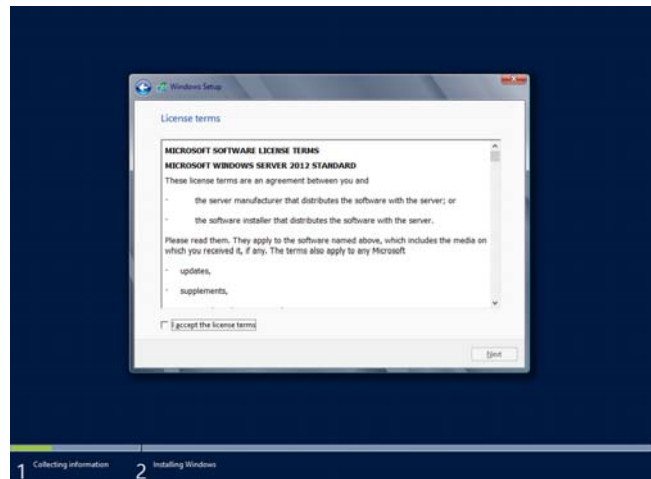 Windows Setup
License terms
MICROSOFT SOFTWARE LICENSE TERMS
MICROSOFT WINDOWS SERVER 2012 STANDARD
These license terms are an agreement between you and
- the server manufacturer that distributes the software with the server; or
- the software installer that distributes the software with the server.
Please read them. They apply to the software named above, which includes the media on
which you received it, if any. The terms also apply to any Microsoft
- updates,
- supplements,
I accept the license terms
Next
1 Collecting information 2 Installing Windows